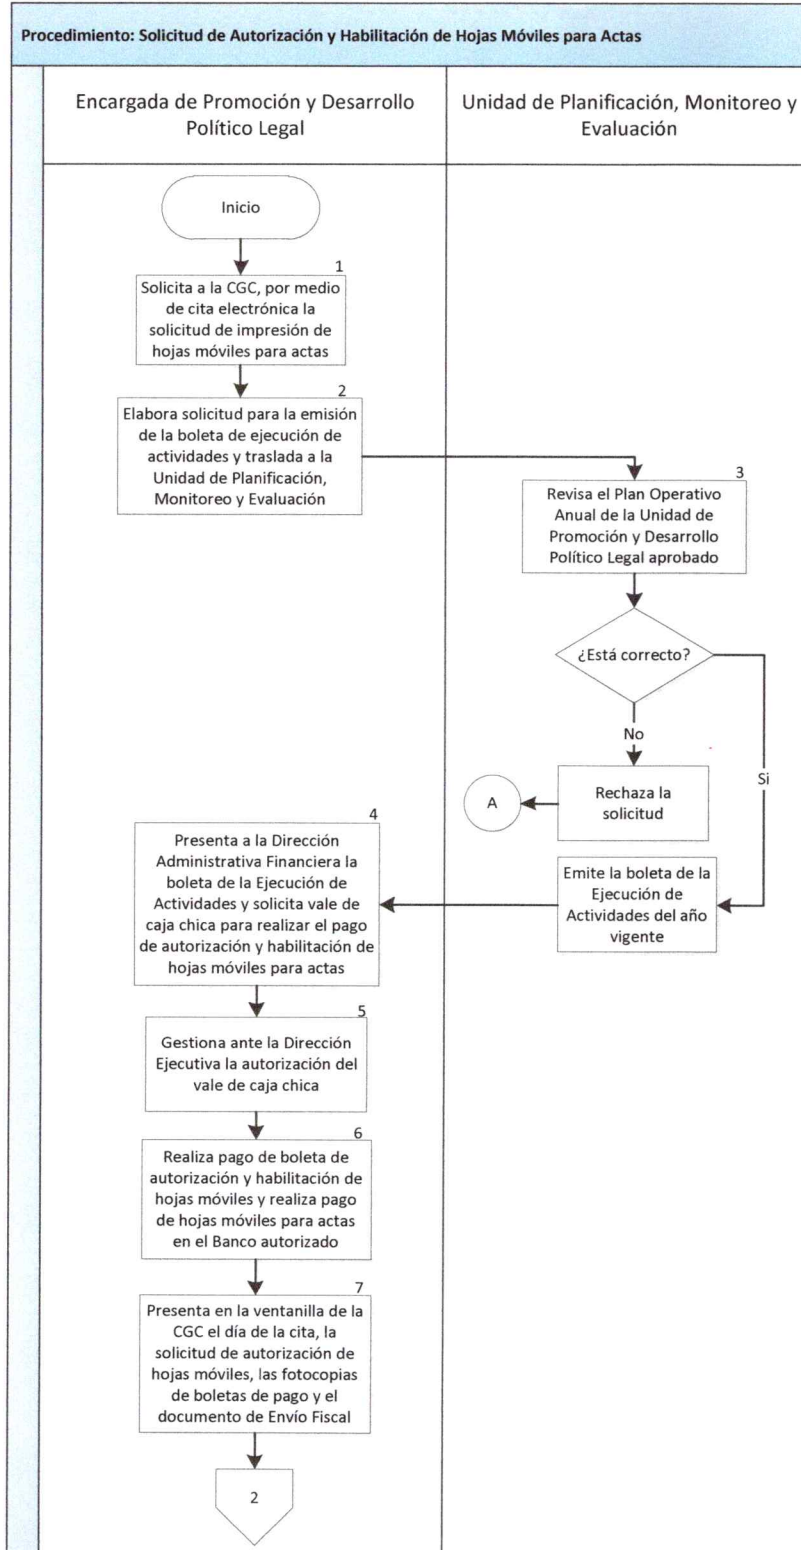 Procedimiento: Solicitud de Autorización y Habilitación de Hojas Móviles para Actas
Encargada de Promoción y Desarrollo
Político Legal
Unidad de Planificación, Monitoreo y
Evaluación
Inicio
1
Solicita a la CGC, por medio
de cita electrónica la
solicitud de impresión de
hojas móviles para actas
2
Elabora solicitud para la emisión
de la boleta de ejecución de
actividades y traslada a la
Unidad de Planificación,
Monitoreo y Evaluación
3
Revisa el Plan Operativo
Anual de la Unidad de
Promoción y Desarrollo
Político Legal aprobado
¿Está correcto?
No
Si
Rechaza la
solicitud
A
Emite la boleta de la
Ejecución de
Actividades del año
vigente
4
Presenta a la Dirección
Administrativa Financiera la
boleta de la Ejecución de
Actividades y solicita vale de
caja chica para realizar el pago
de autorización y habilitación de
hojas móviles para actas
5
Gestiona ante la Dirección
Ejecutiva la autorización del
vale de caja chica
6
Realiza pago de boleta de
autorización y habilitación de
hojas móviles y realiza pago
de hojas móviles para actas
en el Banco autorizado
7
Presenta en la ventanilla de la
CGC el día de la cita, la
solicitud de autorización de
hojas móviles, las fotocopias
de boletas de pago y el
documento de Envío Fiscal
2